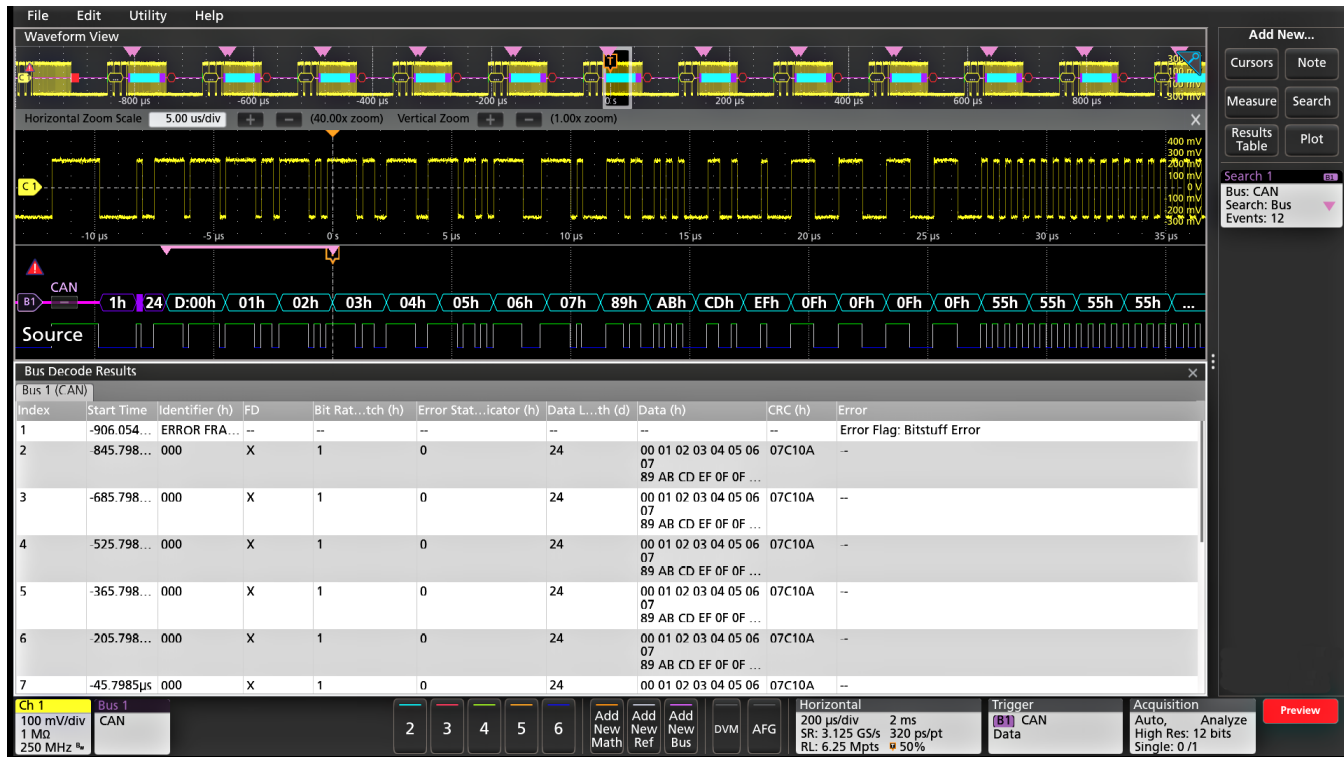 File Edit Utility Help
Add New...
Waveform View
Cursors Note
-800 µs -600 µs -400 µs -200 µs 0 s 200 µs 400 µs 600 µs 800 µs
T
-300 mV
Measure Search
Horizontal Zoom Scale 5.00 us/div + - (40.00x zoom) Vertical Zoom + - (1.00x zoom) X
Results Table Plot
400 mV
300 mV
200 mV
100 mV
0 V
-100 mV
-200 mV
-300 mV
C 1
Search 1 B1
Bus: CAN
Search: Bus
Events: 12
-10 µs -5 µs 0 s 5 µs 10 µs 15 µs 20 µs 25 µs 30 µs 35 µs
T
CAN
B1 1h 24 D:00h 01h 02h 03h 04h 05h 06h 07h 89h ABh CDh EFh 0Fh 0Fh 0Fh 0Fh 55h 55h 55h 55h ...
Source
Bus Decode Results
Bus 1 (CAN)
Index Start Time Identifier (h) FD Bit Rat...tch (h) Error Stat...icator (h) Data L...th (d) Data (h) CRC (h) Error
1 -906.054... ERROR FRA... -- -- -- -- -- -- Error Flag: Bitstuff Error
2 -845.798... 000 X 1 0 24 00 01 02 03 04 05 06 07C10A --
07
89 AB CD EF 0F 0F ...
3 -685.798... 000 X 1 0 24 00 01 02 03 04 05 06 07C10A --
07
89 AB CD EF 0F 0F ...
4 -525.798... 000 X 1 0 24 00 01 02 03 04 05 06 07C10A --
07
89 AB CD EF 0F 0F ...
5 -365.798... 000 X 1 0 24 00 01 02 03 04 05 06 07C10A --
07
89 AB CD EF 0F 0F ...
6 -205.798... 000 X 1 0 24 00 01 02 03 04 05 06 07C10A --
07
89 AB CD EF 0F 0F ...
7 -45.7985µs 000 X 1 0 24 00 01 02 03 04 05 06 07C10A --
Ch 1
100 mV/div
1 MΩ
250 MHz
Bus 1
CAN
2 3 4 5 6
Add New Math
Add New Ref
Add New Bus
DVM
AFG
Horizontal
200 µs/div 2 ms
SR: 3.125 GS/s 320 ps/pt
RL: 6.25 Mpts 50%
Trigger
B1 CAN
Data
Acquisition
Auto, Analyze
High Res: 12 bits
Single: 0 /1
Preview